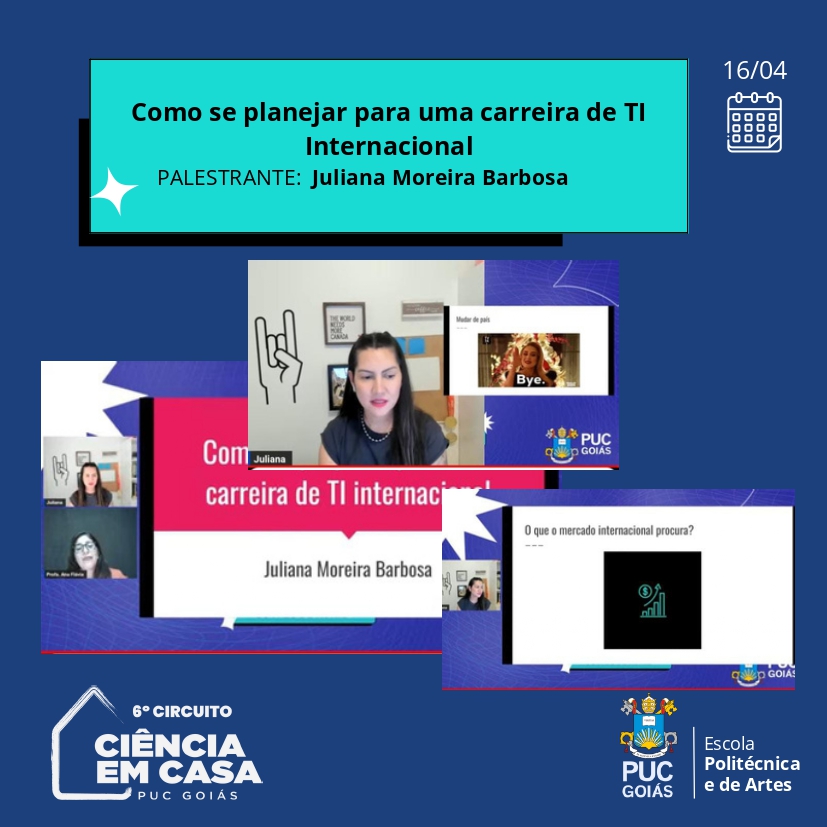 16/04
Como se planejar para uma carreira de TI
Internacional
PALESTRANTE: Juliana Moreira Barbosa
THE WORLD
NEEDS
MORE
CANADA
Mudar de país
Bye.
Juliana
PUC
GOIÁS
Com
carreira de TI internacional
Juliana Moreira Barbosa
Juliana
Profa. Ana Flávia
O que o mercado internacional procura?
PUC
GOIÁS
6º CIRCUITO
CIÊNCIA
EM CASA
PUC GOIÁS
PUC
GOIÁS
Escola
Politécnica
e de Artes